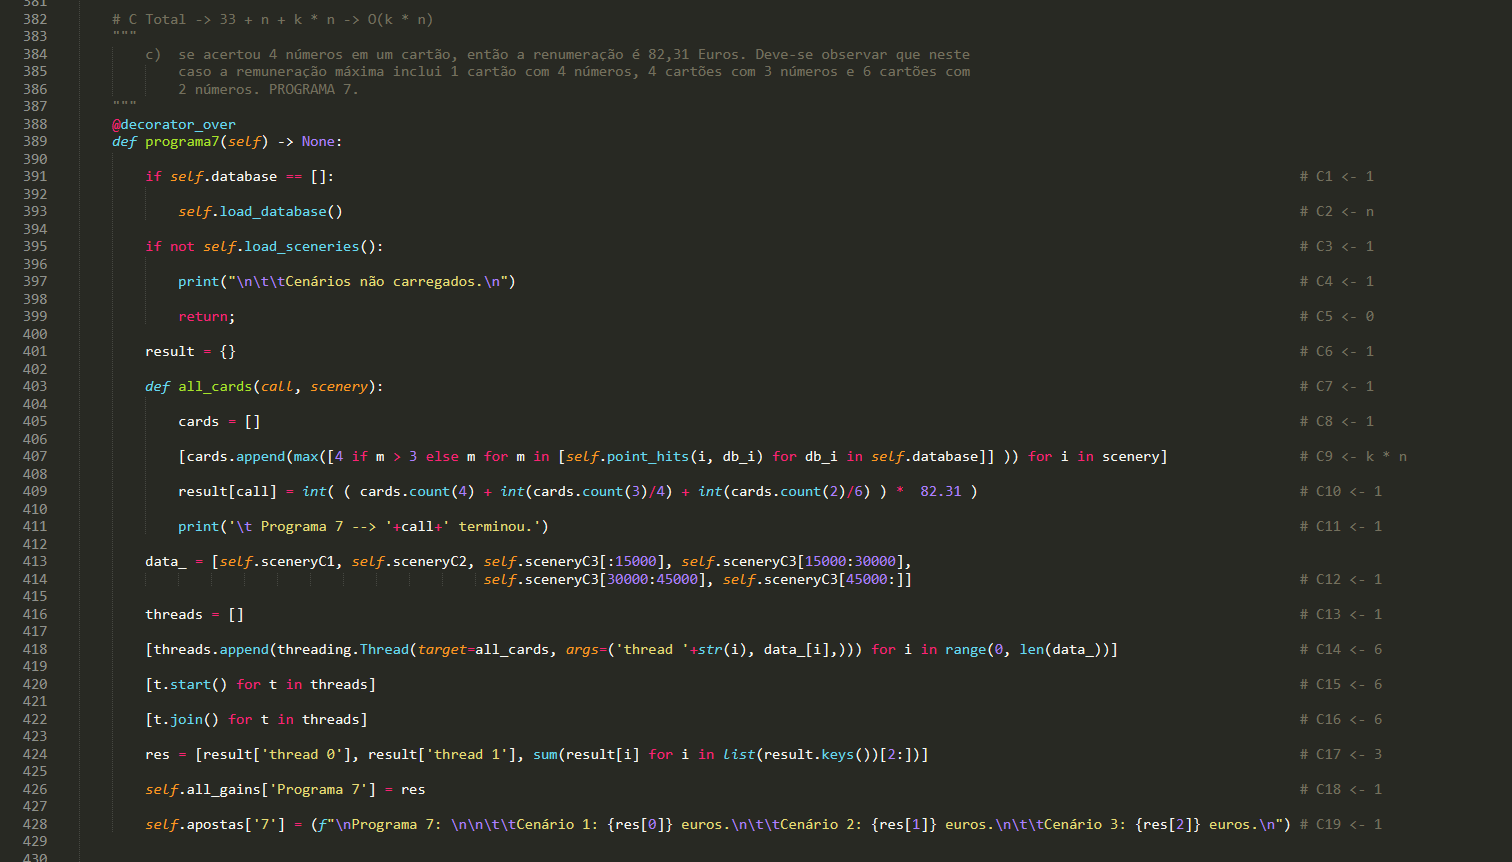 381
382 # C Total -> 33 + n + k * n -> O(k * n)
383 """
384 c) se acertou 4 números em um cartão, então a renumeração é 82,31 Euros. Deve-se observar que neste
385 caso a remuneração máxima inclui 1 cartão com 4 números, 4 cartões com 3 números e 6 cartões com
386 2 números. PROGRAMA 7.
387 """
388 @decorator_over
389 def programa7(self) -> None:
390
391 if self.database == []: # C1 <- 1
392
393 self.load_database() # C2 <- n
394
395 if not self.load_sceneries(): # C3 <- 1
396
397 print("\n\t\tCenários não carregados.\n") # C4 <- 1
398
399 return; # C5 <- 0
400
401 result = {} # C6 <- 1
402
403 def all_cards(call, scenery): # C7 <- 1
404
405 cards = [] # C8 <- 1
406
407 [cards.append(max([4 if m > 3 else m for m in [self.point_hits(i, db_i) for db_i in self.database]] )) for i in scenery] # C9 <- k * n
408
409 result[call] = int( ( cards.count(4) + int(cards.count(3)/4) + int(cards.count(2)/6) ) * 82.31 ) # C10 <- 1
410
411 print('\t Programa 7 --> '+call+' terminou.') # C11 <- 1
412
413 data_ = [self.sceneryC1, self.sceneryC2, self.sceneryC3[:15000], self.sceneryC3[15000:30000],
414 self.sceneryC3[30000:45000], self.sceneryC3[45000:]] # C12 <- 1
415
416 threads = [] # C13 <- 1
417
418 [threads.append(threading.Thread(target=all_cards, args=('thread '+str(i), data_[i],))) for i in range(0, len(data_))] # C14 <- 6
419
420 [t.start() for t in threads] # C15 <- 6
421
422 [t.join() for t in threads] # C16 <- 6
423
424 res = [result['thread 0'], result['thread 1'], sum(result[i] for i in list(result.keys())[2:])] # C17 <- 3
425
426 self.all_gains['Programa 7'] = res # C18 <- 1
427
428 self.apostas['7'] = (f"\nPrograma 7: \n\n\t\tCenário 1: {res[0]} euros.\n\t\tCenário 2: {res[1]} euros.\n\t\tCenário 3: {res[2]} euros.\n") # C19 <- 1
429
430